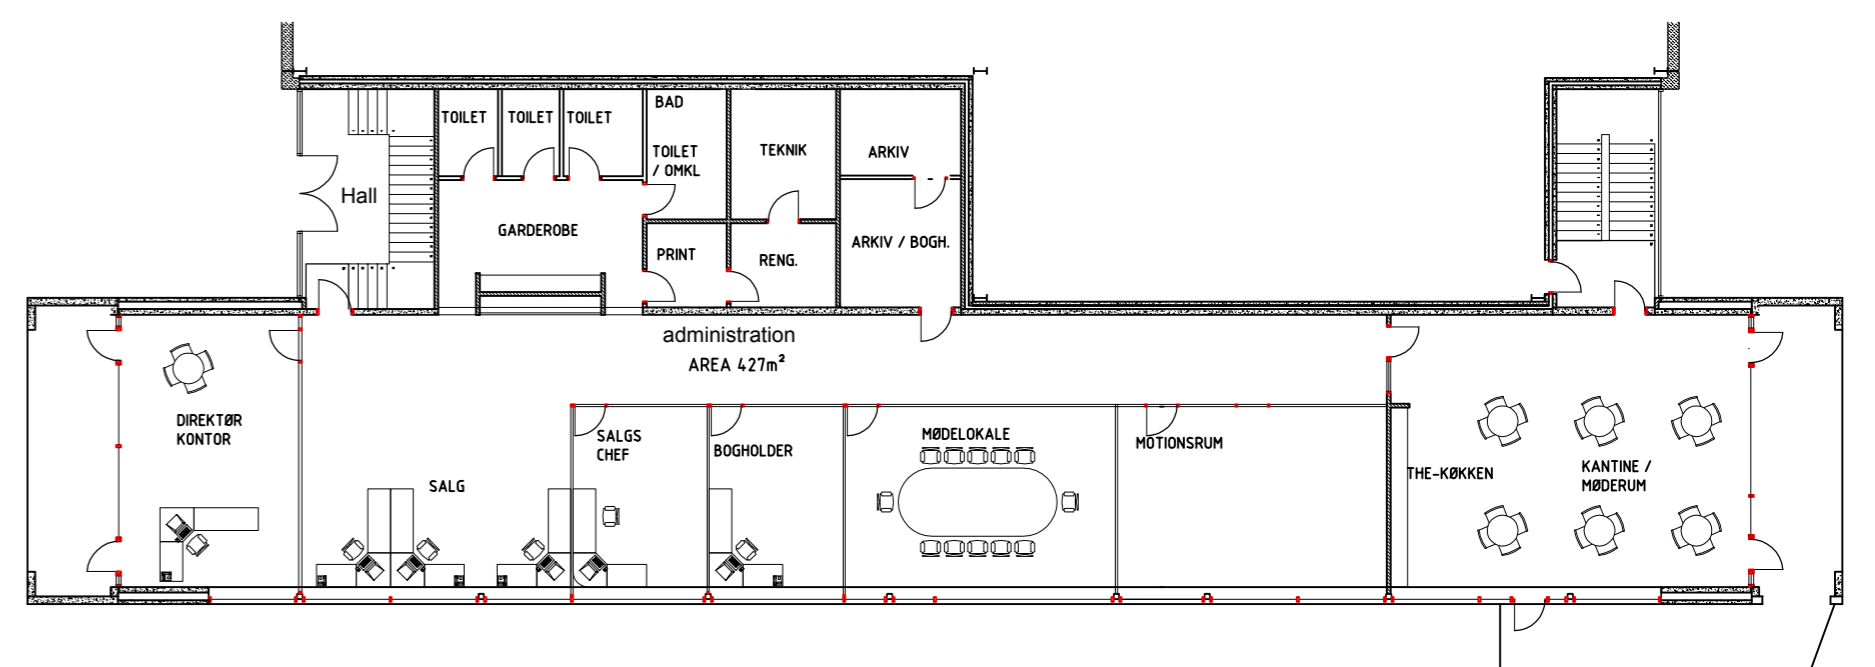 TOILET
TOILET
TOILET
BAD
TOILET
/ OMKL
TEKNIK
ARKIV
Hall
GARDEROBE
PRINT
RENG.
ARKIV / BOGH.
administration
AREA 427m²
DIREKTØR
KONTOR
SALG
SALGS
CHEF
BOGHOLDER
MØDELOKALE
MOTIONSRUM
THE-KØKKEN
KANTINE /
MØDERUM